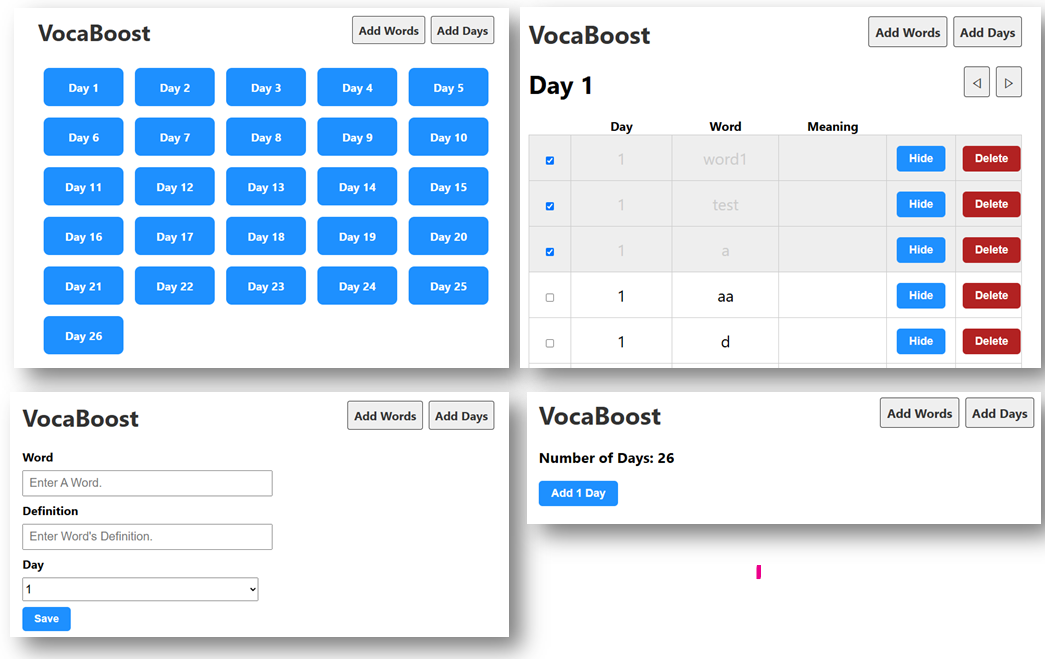 VocaBoost Add Words Add Days
Day 1 Day 2 Day 3 Day 4 Day 5
Day 6 Day 7 Day 8 Day 9 Day 10
Day 11 Day 12 Day 13 Day 14 Day 15
Day 16 Day 17 Day 18 Day 19 Day 20
Day 21 Day 22 Day 23 Day 24 Day 25
Day 26
VocaBoost Add Words Add Days
Day 1
Day Word Meaning
1 word1 Hide Delete
1 test Hide Delete
1 a Hide Delete
1 aa Hide Delete
1 d Hide Delete
VocaBoost Add Words Add Days
Word
Enter A Word.
Definition
Enter Word's Definition.
Day
1
Save
VocaBoost Add Words Add Days
Number of Days: 26
Add 1 Day